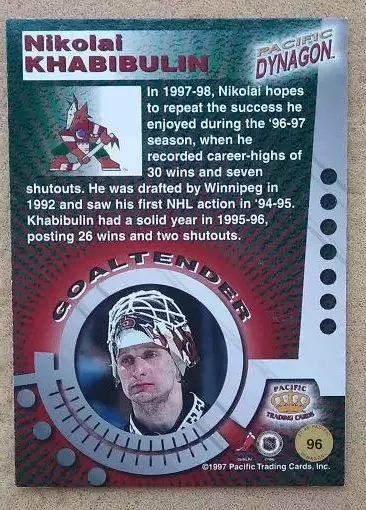 Nikolai
KHABIBULIN
PACIFIC
DYNAGON™
In 1997-98, Nikolai hopes
to repeat the success he
enjoyed during the '96-97
season, when he
recorded career-highs of
30 wins and seven
shutouts. He was drafted by Winnipeg in
1992 and saw his first NHL action in '94-95.
Khabibulin had a solid year in 1995-96,
posting 26 wins and two shutouts.
GOALTENDER
PACIFIC
TRADING CARDS
96
©1997 Pacific Trading Cards, Inc.